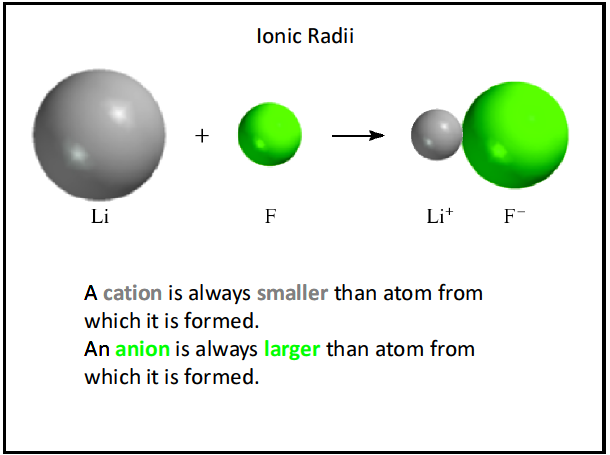 Ionic Radii
+
Li
F
Li⁺
F⁻
A cation is always smaller than atom from
which it is formed.
An anion is always larger than atom from
which it is formed.